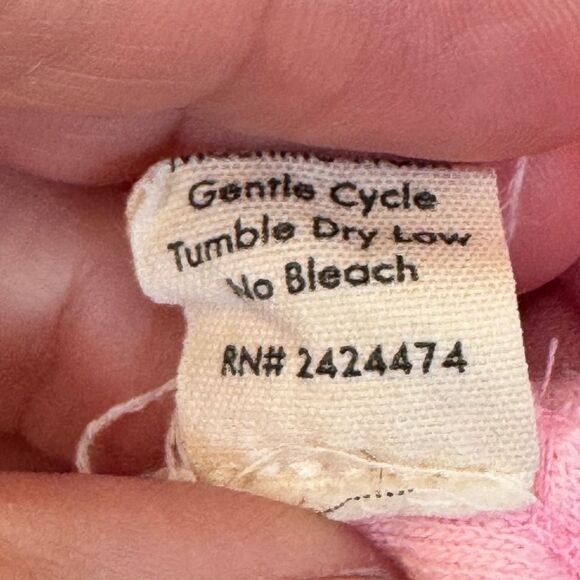 Gentle Cycle
Tumble Dry Low
No Bleach
RN# 2424474